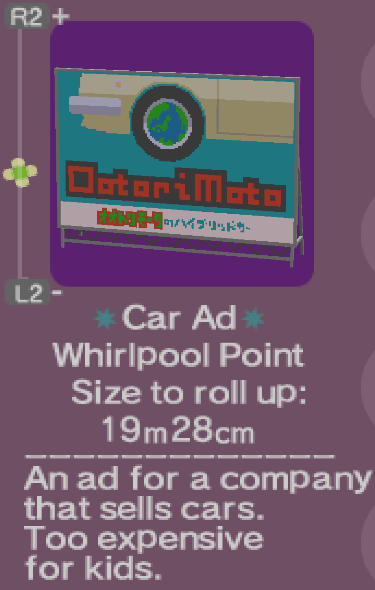 R2 +
OotoriMoto
のハイブリッドカー
L2 -
Car Ad
Whirlpool Point
Size to roll up:
19m28cm
An ad for a company
that sells cars.
Too expensive
for kids.